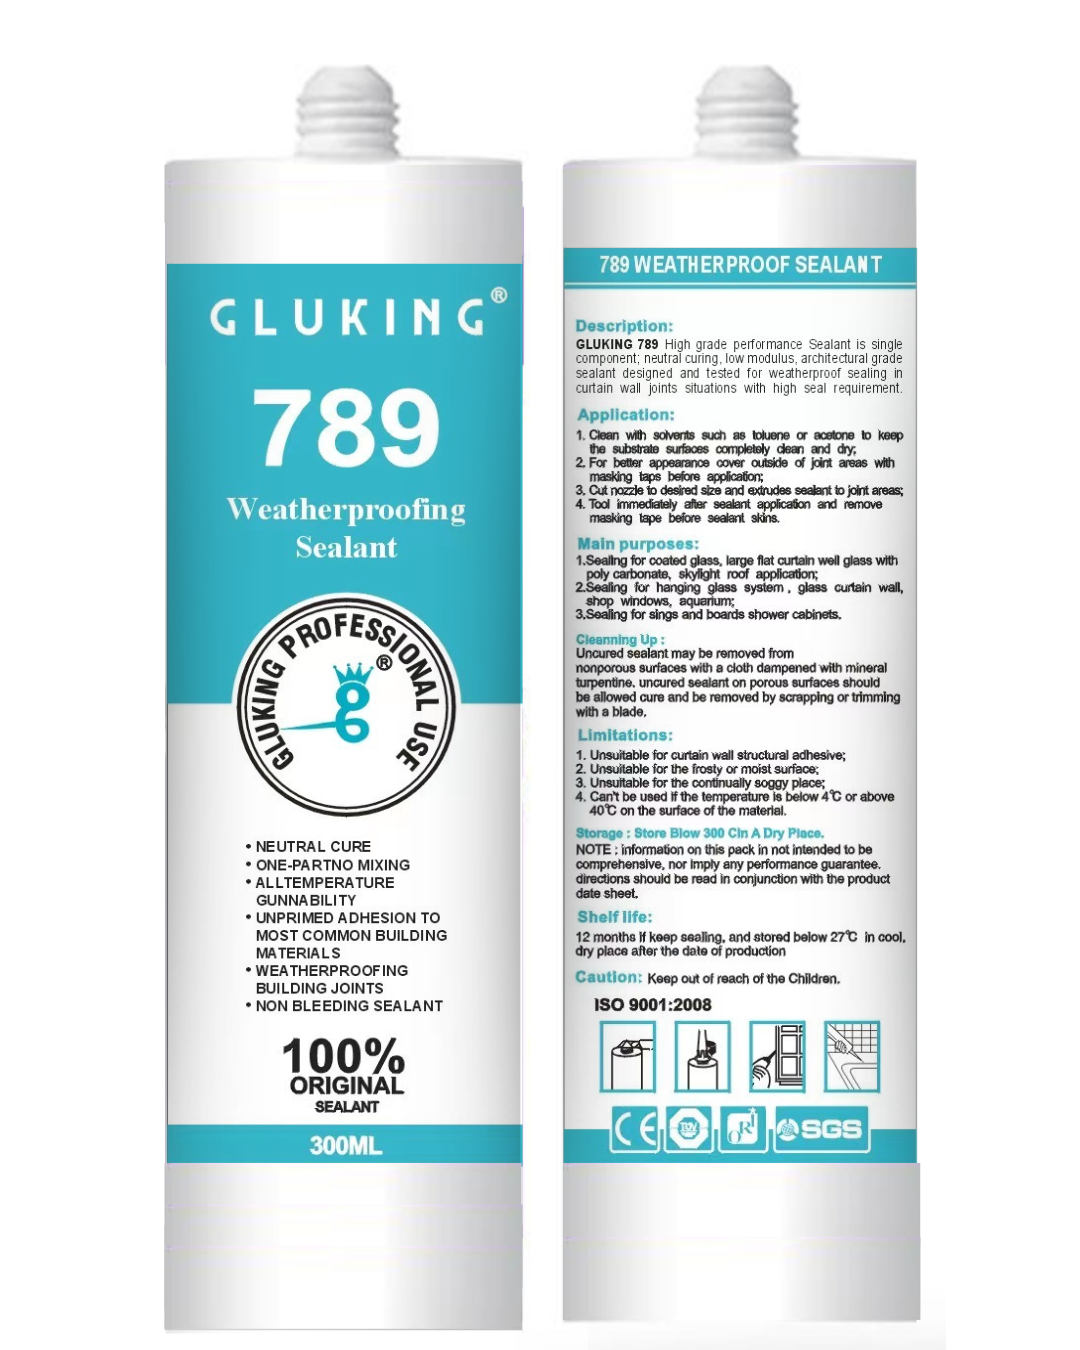 GLUKING®
789
Weatherproofing
Sealant
GLUKING PROFESSIONAL USE
®
• NEUTRAL CURE
• ONE-PARTNO MIXING
• ALLTEMPERATURE
GUNNABILITY
• UNPRIMED ADHESION TO
MOST COMMON BUILDING
MATERIALS
• WEATHERPROOFING
BUILDING JOINTS
• NON BLEEDING SEALANT
100%
ORIGINAL
SEALANT
300ML
789 WEATHERPROOF SEALANT
Description:
GLUKING 789 High grade performance Sealant is single
component; neutral curing, low modulus, architectural grade
sealant designed and tested for weatherproof sealing in
curtain wall joints situations with high seal requirement.
Application:
1. Clean with solvents such as toluene or acetone to keep
the substrate surfaces completely clean and dry;
2. For better appearance cover outside of joint areas with
masking taps before application;
3. Cut nozzle to desired size and extrudes sealant to joint areas;
4. Tool immediately after sealant application and remove
masking tape before sealant skins.
Main purposes:
1.Sealing for coated glass, large flat curtain well glass with
poly carbonate, skylight roof application;
2.Sealing for hanging glass system , glass curtain wall,
shop windows, aquarium;
3.Sealing for sings and boards shower cabinets.
Cleanning Up :
Uncured sealant may be removed from
nonporous surfaces with a cloth dampened with mineral
turpentine. uncured sealant on porous surfaces should
be allowed cure and be removed by scrapping or trimming
with a blade.
Limitations:
1. Unsuitable for curtain wall structural adhesive;
2. Unsuitable for the frosty or moist surface;
3. Unsuitable for the continually soggy place;
4. Can't be used if the temperature is below 4℃ or above
40℃ on the surface of the material.
Storage : Store Blow 300 CIn A Dry Place.
NOTE : information on this pack in not intended to be
comprehensive, nor imply any performance guarantee.
directions should be read in conjunction with the product
date sheet.
Shelf life:
12 months if keep sealing, and stored below 27℃ in cool,
dry place after the date of production
Caution: Keep out of reach of the Children.
ISO 9001:2008
CE TUV ORI SGS